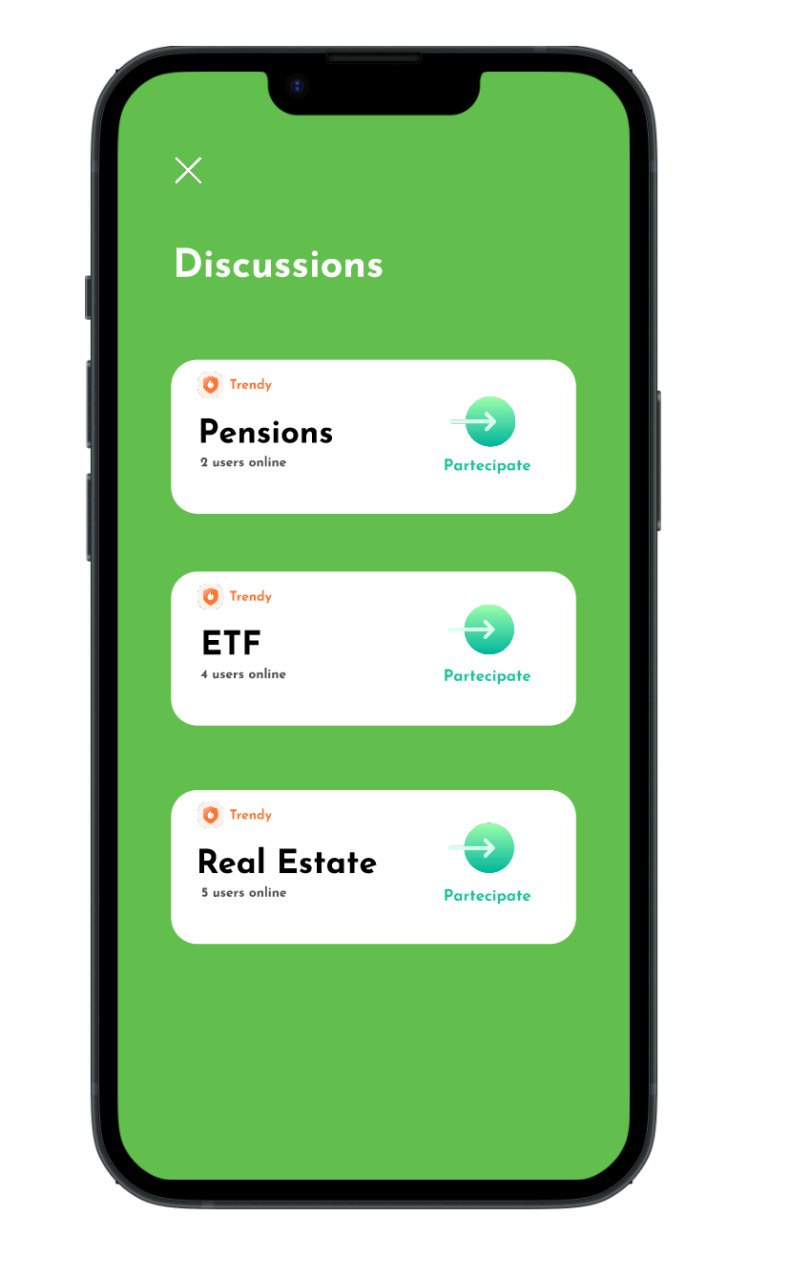 Discussions
Trendy
Pensions
2 users online
Partecipate
Trendy
ETF
4 users online
Partecipate
Trendy
Real Estate
5 users online
Partecipate